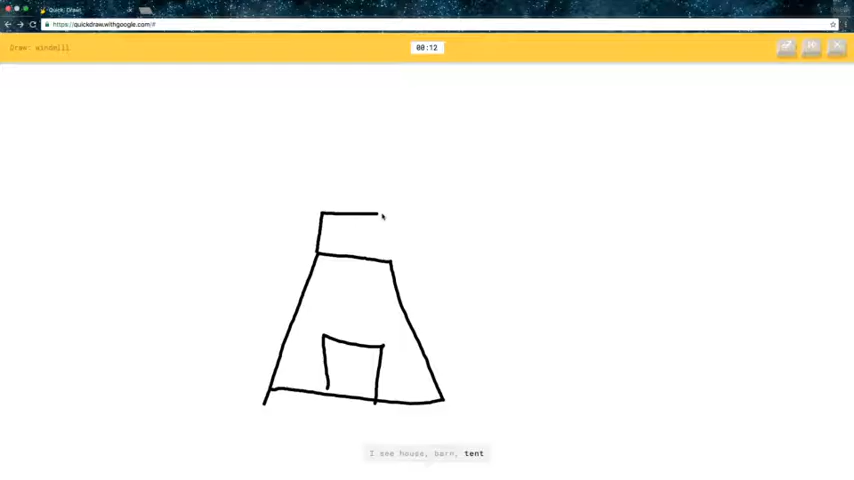 Quick, Draw!
https://quickdraw.withgoogle.com/#
Draw: windmill
00:12
I see house, barn, tent